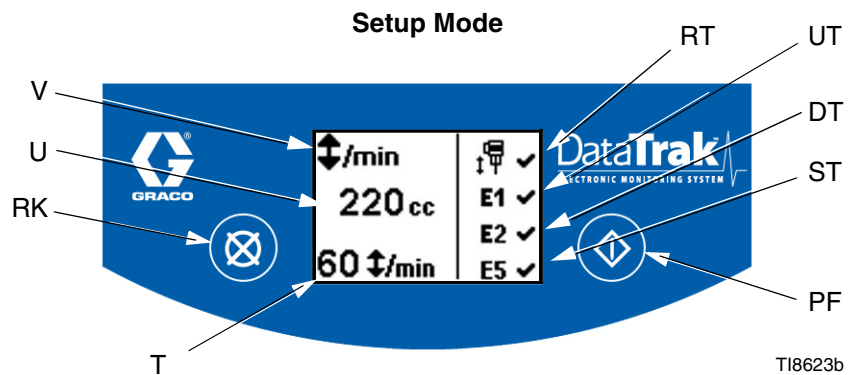 Setup Mode
RT
UT
V
DT
U
ST
RK
PF
T
GRACO
®
/min
220 cc
60 /min
E1
E2
E5
DataTrak™
ELECTRONIC MONITORING SYSTEM
TI8623b